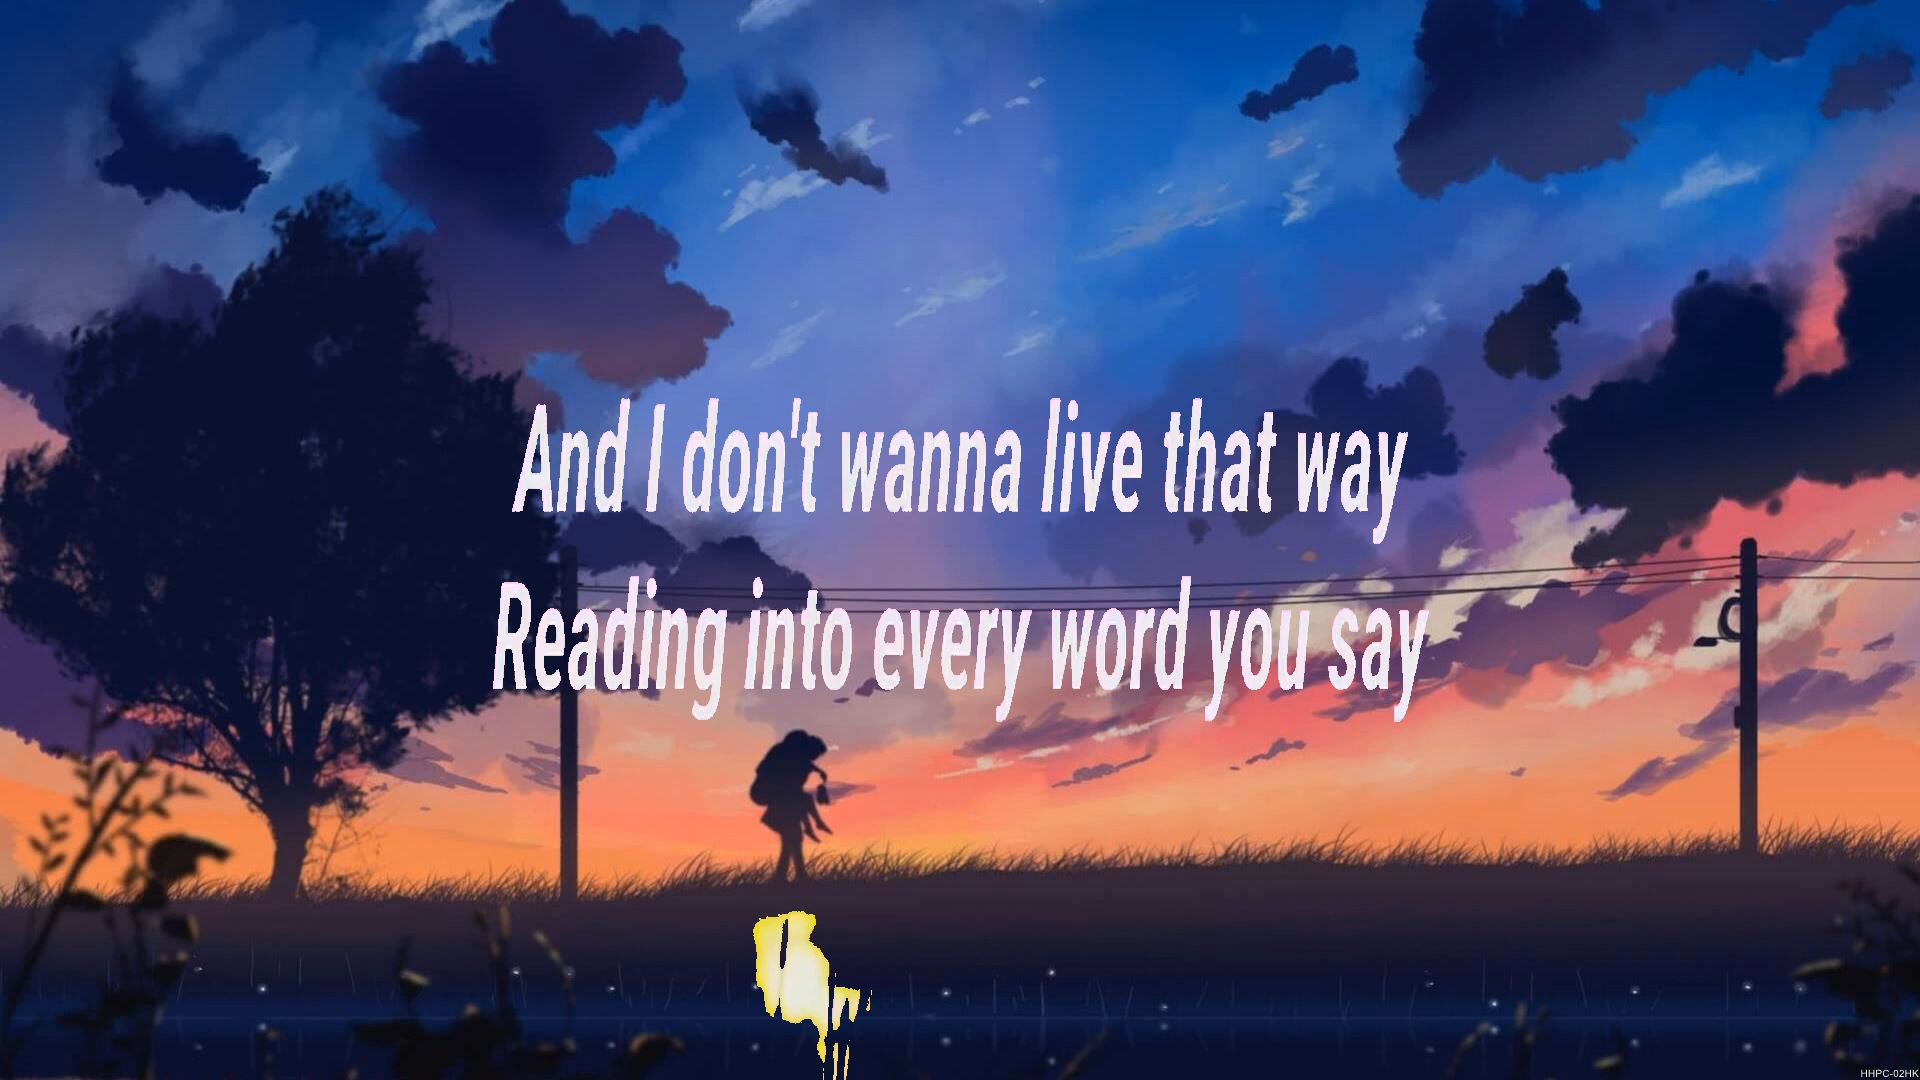 And I don't wanna live that way
Reading into every word you say
HHPC-02HK